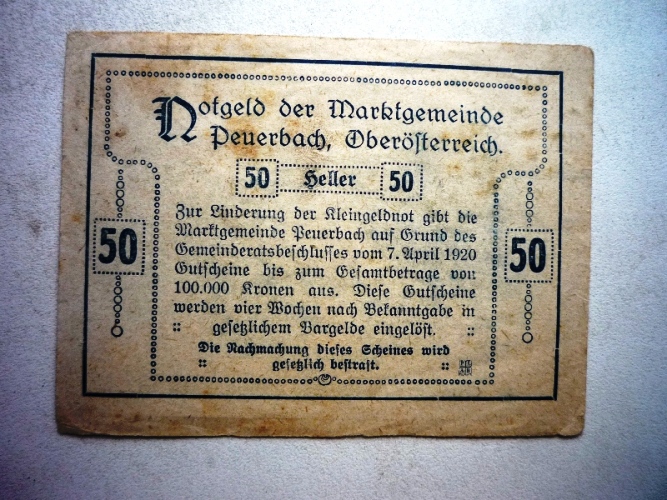 Notgeld der Marktgemeinde
Peuerbach, Oberösterreich.
50 Heller 50
Zur Linderung der Kleingeldnot gibt die
Marktgemeinde Peuerbach auf Grund des
Gemeinderatsbeschlusses vom 7. April 1920
Gutscheine bis zum Gesamtbetrage von
100.000 Kronen aus. Diese Gutscheine
werden vier Wochen nach Bekanntgabe in
:: gesetzlichem Bargelde eingelöst. ::
Die Nachmachung dieses Scheines wird
:: gesetzlich bestraft. ::
50
50